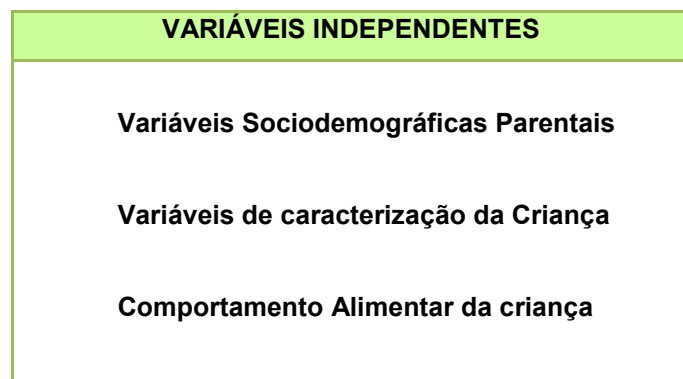 VARIÁVEIS INDEPENDENTES
Variáveis Sociodemográficas Parentais
Variáveis de caracterização da Criança
Comportamento Alimentar da criança